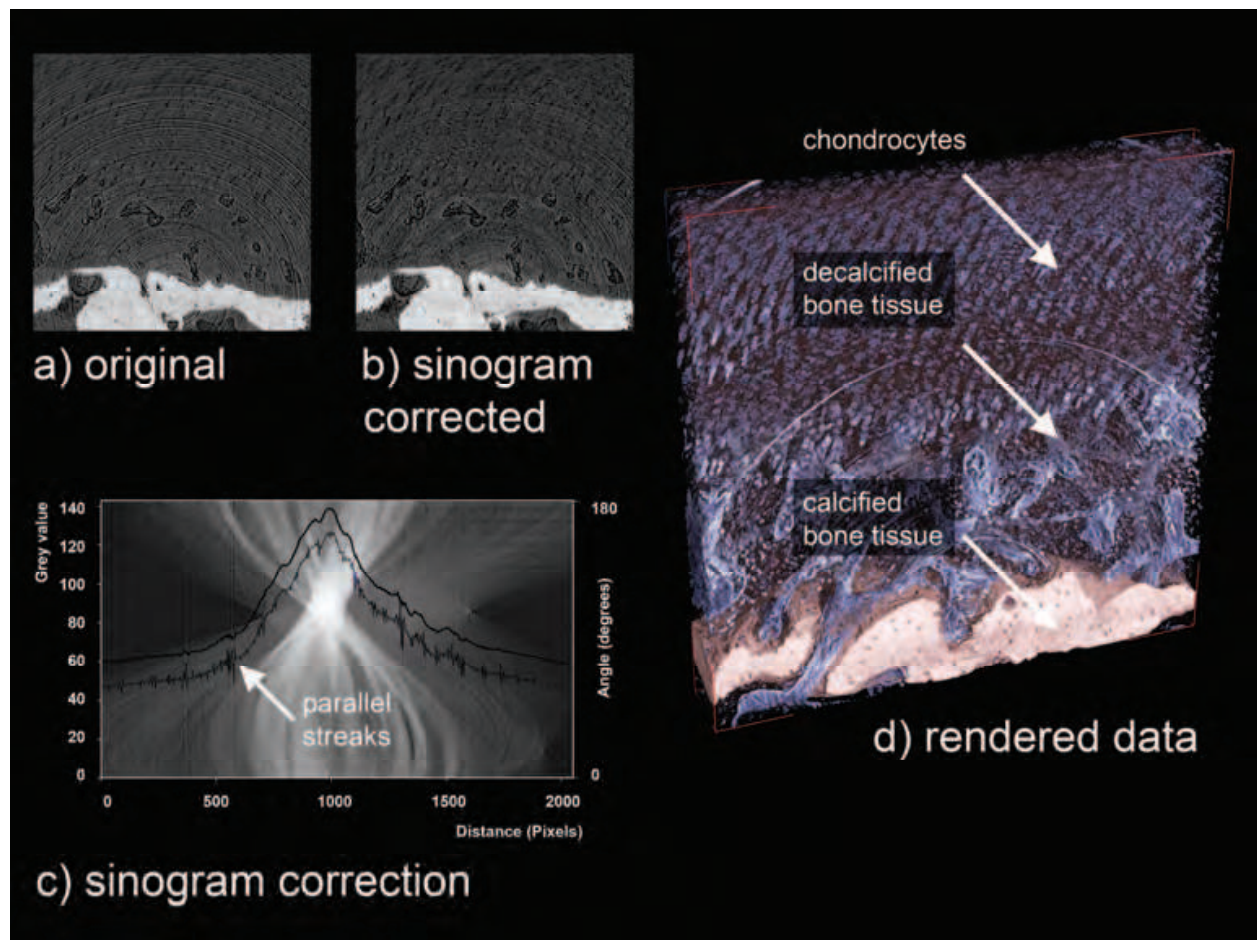 a) original
b) sinogram
corrected
chondrocytes
decalcified
bone tissue
calcified
bone tissue
d) rendered data
Grey value
140
120
100
80
60
40
20
0
180
0
Angle (degrees)
parallel
streaks
0
500
1000
1500
2000
Distance (Pixels)
c) sinogram correction